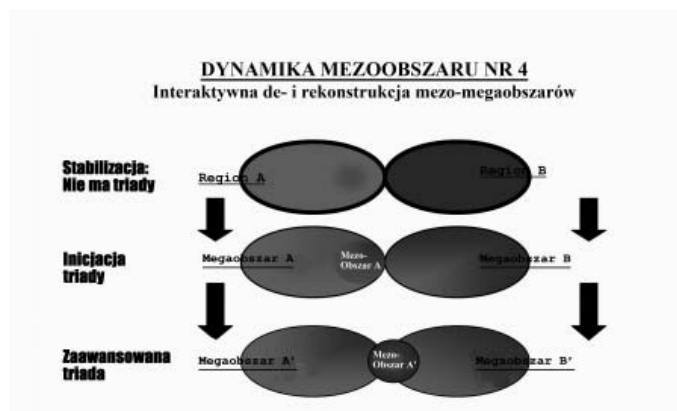 DYNAMIKA MEZOOBSZARU NR 4
Interaktywna de- i rekonstrukcja mezo-megaobszarów
Stabilizacja:
Nie ma triady
Region A
Region B
Inicjacja
triady
Megaobszar A
Mezo-
Obszar A
Megaobszar B
Zaawansowana
triada
Megaobszar A'
Mezo-
Obszar A'
Megaobszar B'